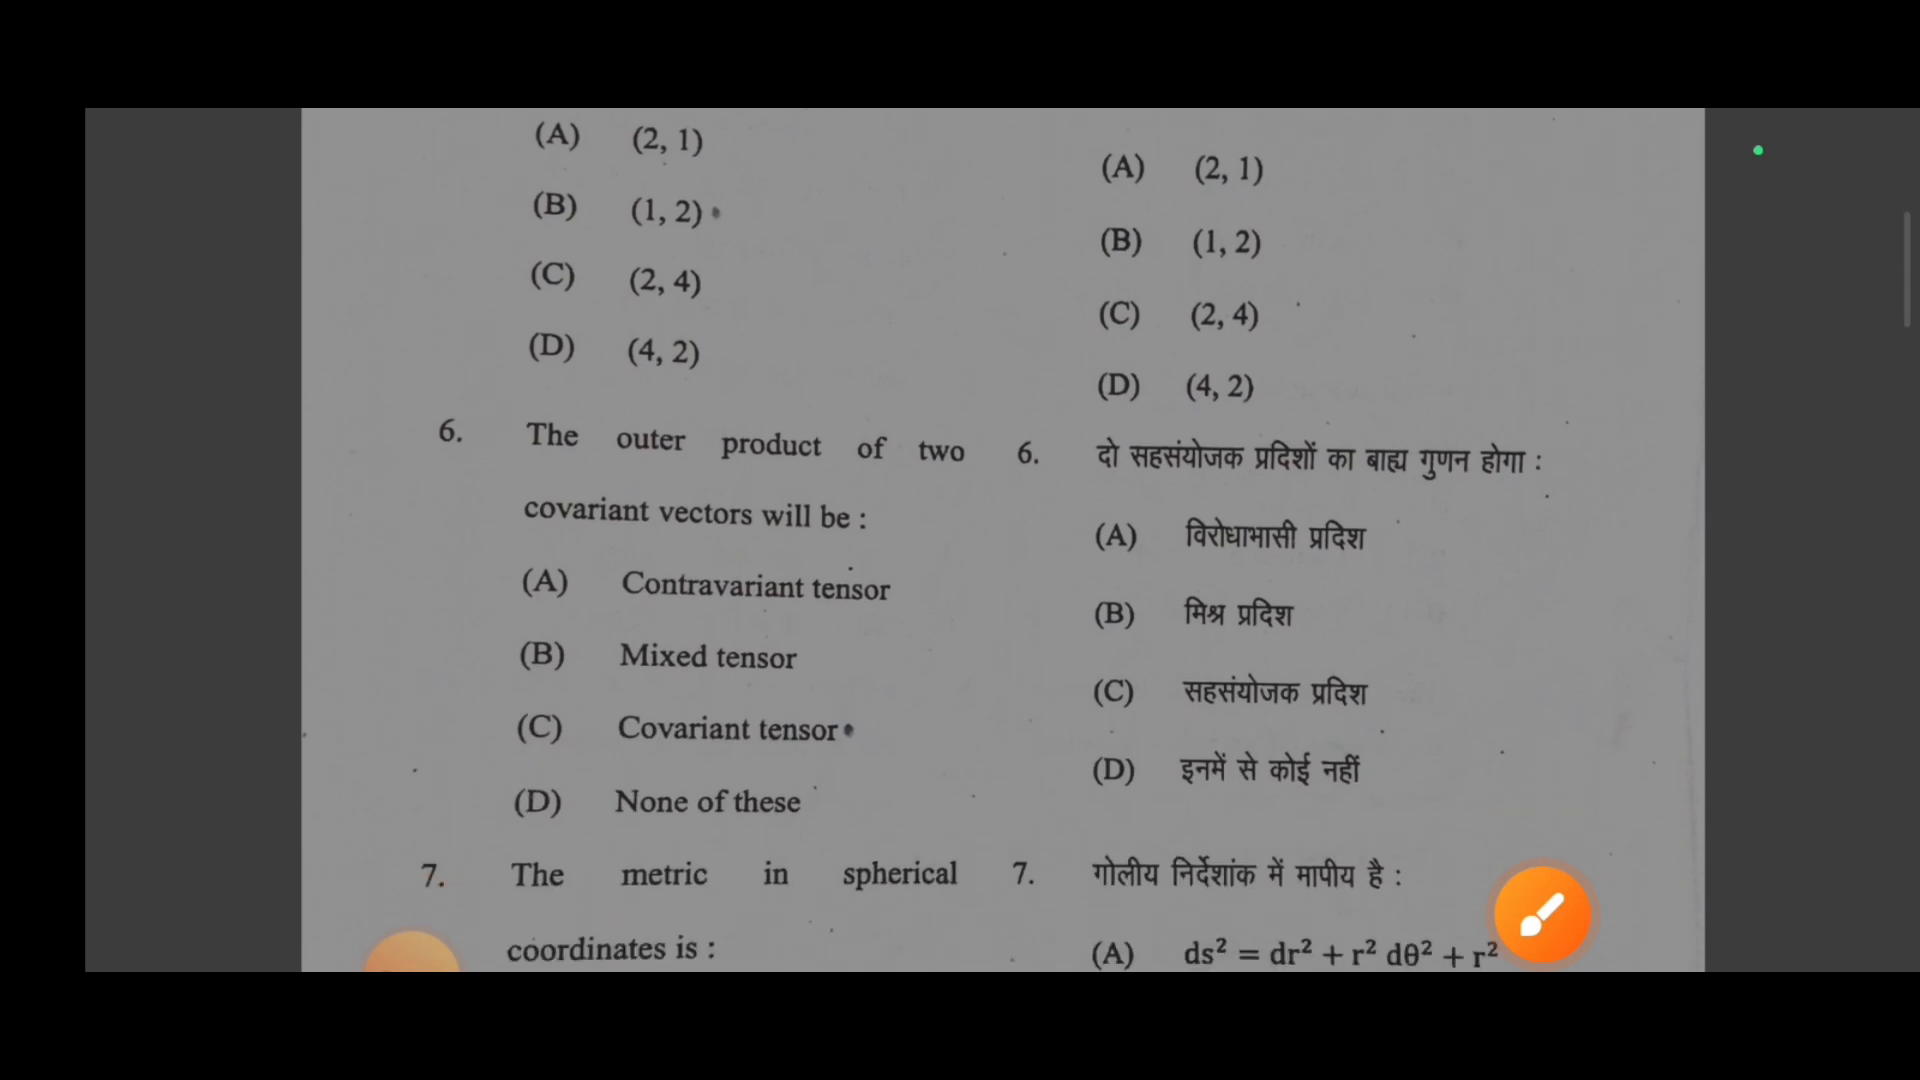 (A) (2, 1)
(B) (1, 2)
(C) (2, 4)
(D) (4, 2)
6. The outer product of two
covariant vectors will be :
(A) Contravariant tensor
(B) Mixed tensor
(C) Covariant tensor
(D) None of these
7. The metric in spherical
coordinates is :
(A) (2, 1)
(B) (1, 2)
(C) (2, 4)
(D) (4, 2)
6. दो सहसंयोजक प्रदिशों का बाह्य गुणन होगा :
(A) विरोधाभासी प्रदिश
(B) मिश्र प्रदिश
(C) सहसंयोजक प्रदिश
(D) इनमें से कोई नहीं
7. गोलीय निर्देशांक में मापीय है :
(A) ds² = dr² + r² dθ² + r²